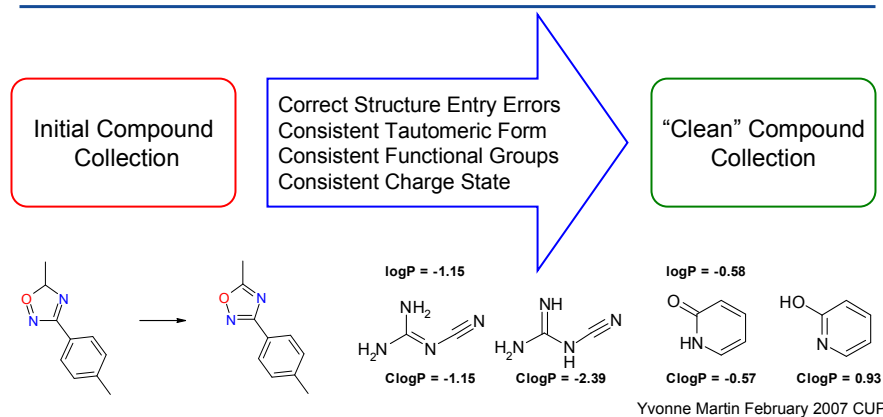 Initial Compound
Collection
Correct Structure Entry Errors
Consistent Tautomeric Form
Consistent Functional Groups
Consistent Charge State
“Clean” Compound
Collection
logP = -1.15
logP = -0.58
O
N
N
O
N
N
NH2
H2N
N
N
NH
H2N
N
H
N
O
NH
HO
N
ClogP = -1.15
ClogP = -2.39
ClogP = -0.57
ClogP = 0.93
Yvonne Martin February 2007 CUP